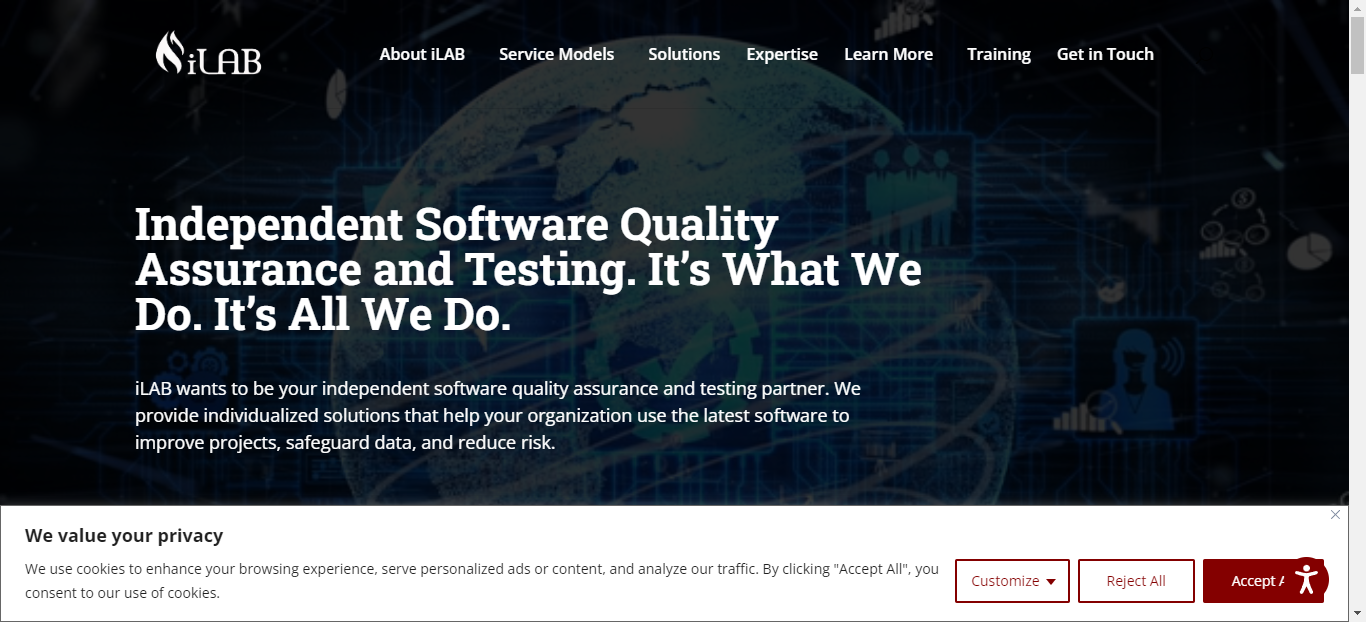 iLAB
About iLAB Service Models Solutions Expertise Learn More Training Get in Touch
Independent Software Quality
Assurance and Testing. It’s What We
Do. It’s All We Do.
iLAB wants to be your independent software quality assurance and testing partner. We
provide individualized solutions that help your organization use the latest software to
improve projects, safeguard data, and reduce risk.
We value your privacy
We use cookies to enhance your browsing experience, serve personalized ads or content, and analyze our traffic. By clicking "Accept All", you
consent to our use of cookies.
Customize
Reject All
Accept